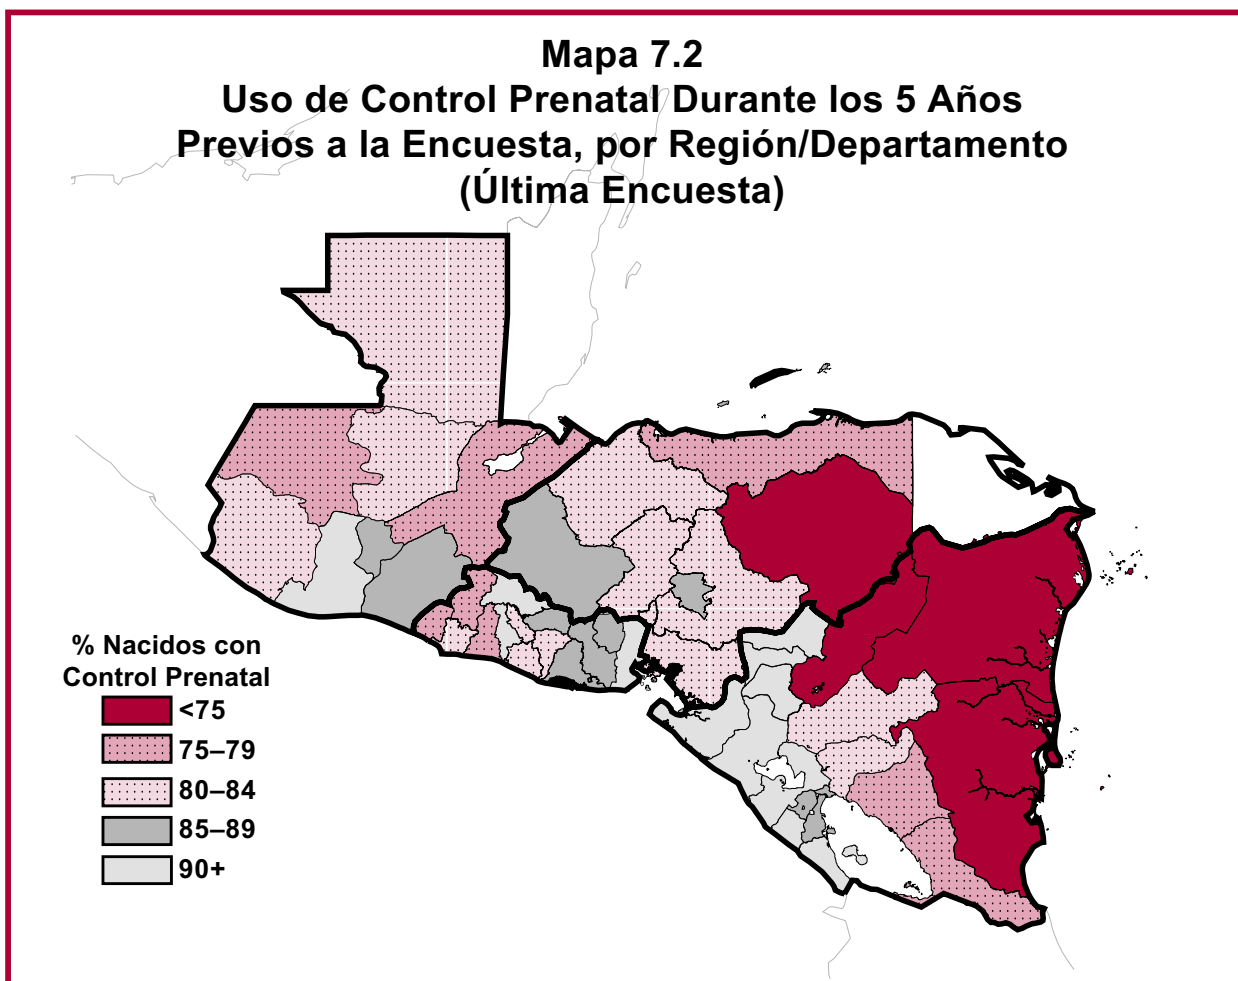 Mapa 7.2
Uso de Control Prenatal Durante los 5 Años
Previos a la Encuesta, por Región/Departamento
(Última Encuesta)
% Nacidos con
Control Prenatal
<75
75–79
80–84
85–89
90+